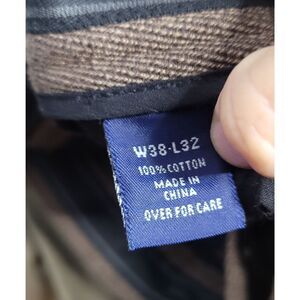 W38-L32
100% COTTON
MADE IN
CHINA
OVER FOR CARE